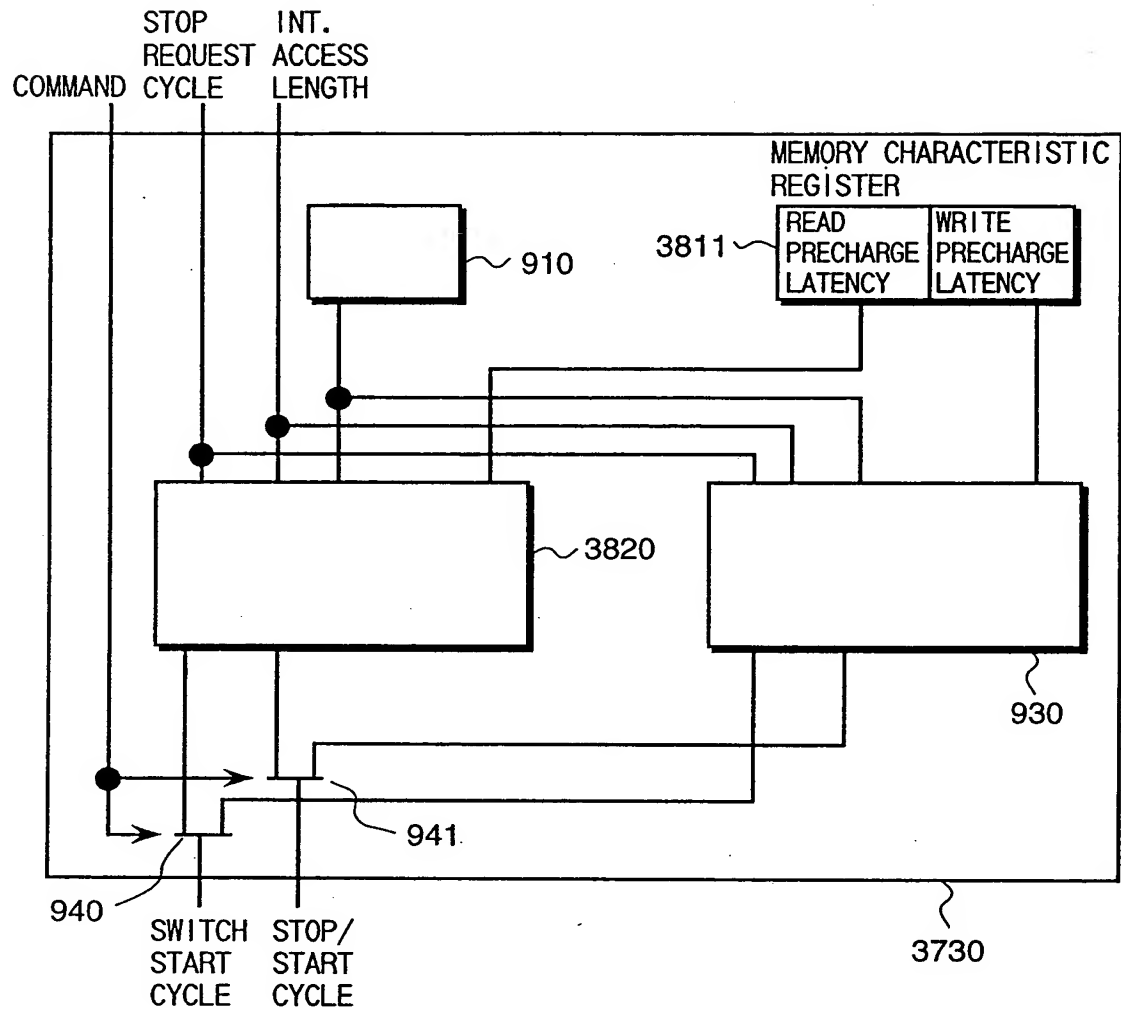 COMMAND
STOP
REQUEST
CYCLE
INT.
ACCESS
LENGTH
MEMORY CHARACTERISTIC
REGISTER
READ
PRECHARGE
LATENCY
WRITE
PRECHARGE
LATENCY
3811
910
3820
930
941
940
SWITCH
START
CYCLE
STOP/
START
CYCLE
3730